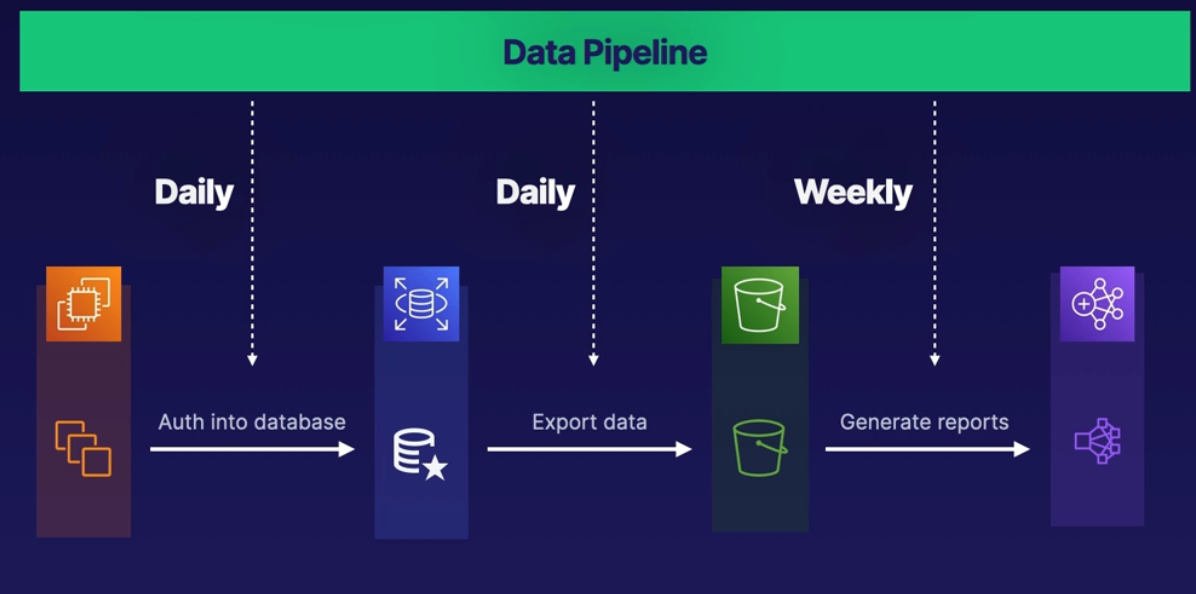 Data Pipeline
Daily
Daily
Weekly
Auth into database
Export data
Generate reports